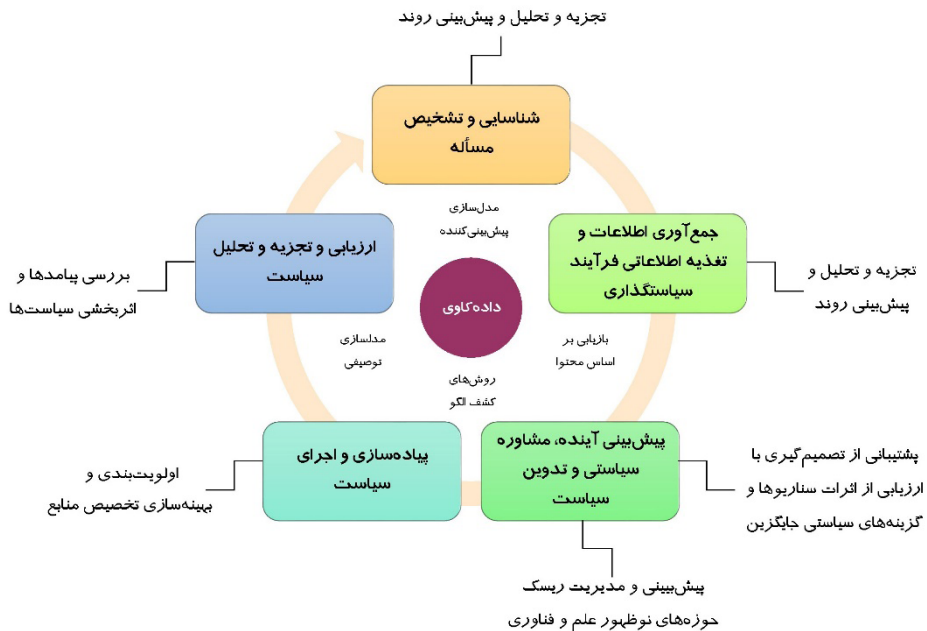 تجزیه و تحلیل و پیش‌بینی روند
شناسایی و تشخیص
مسأله
مدل‌سازی
پیش‌بینی‌کننده
جمع‌آوری اطلاعات و
تغذیه اطلاعاتی فرآیند
سیاستگذاری
تجزیه و تحلیل و
پیش‌بینی روند
ارزیابی و تجزیه و تحلیل
سیاست
بررسی پیامدها و
اثربخشی سیاست‌ها
داده‌کاوی
بازیابی بر
اساس محتوا
مدلسازی
توصیفی
روش‌های
کشف الگو
پیش‌بینی آینده، مشاوره
سیاستی و تدوین
سیاست
پشتیبانی از تصمیم‌گیری با
ارزیابی از اثرات سناریوها و
گزینه‌های سیاستی جایگزین
پیش‌بیینی و مدیریت ریسک
حوزه‌های نوظهور علم و فناوری
پیاده‌سازی و اجرای
سیاست
اولویت‌بندی و
بهینه‌سازی تخصیص منابع